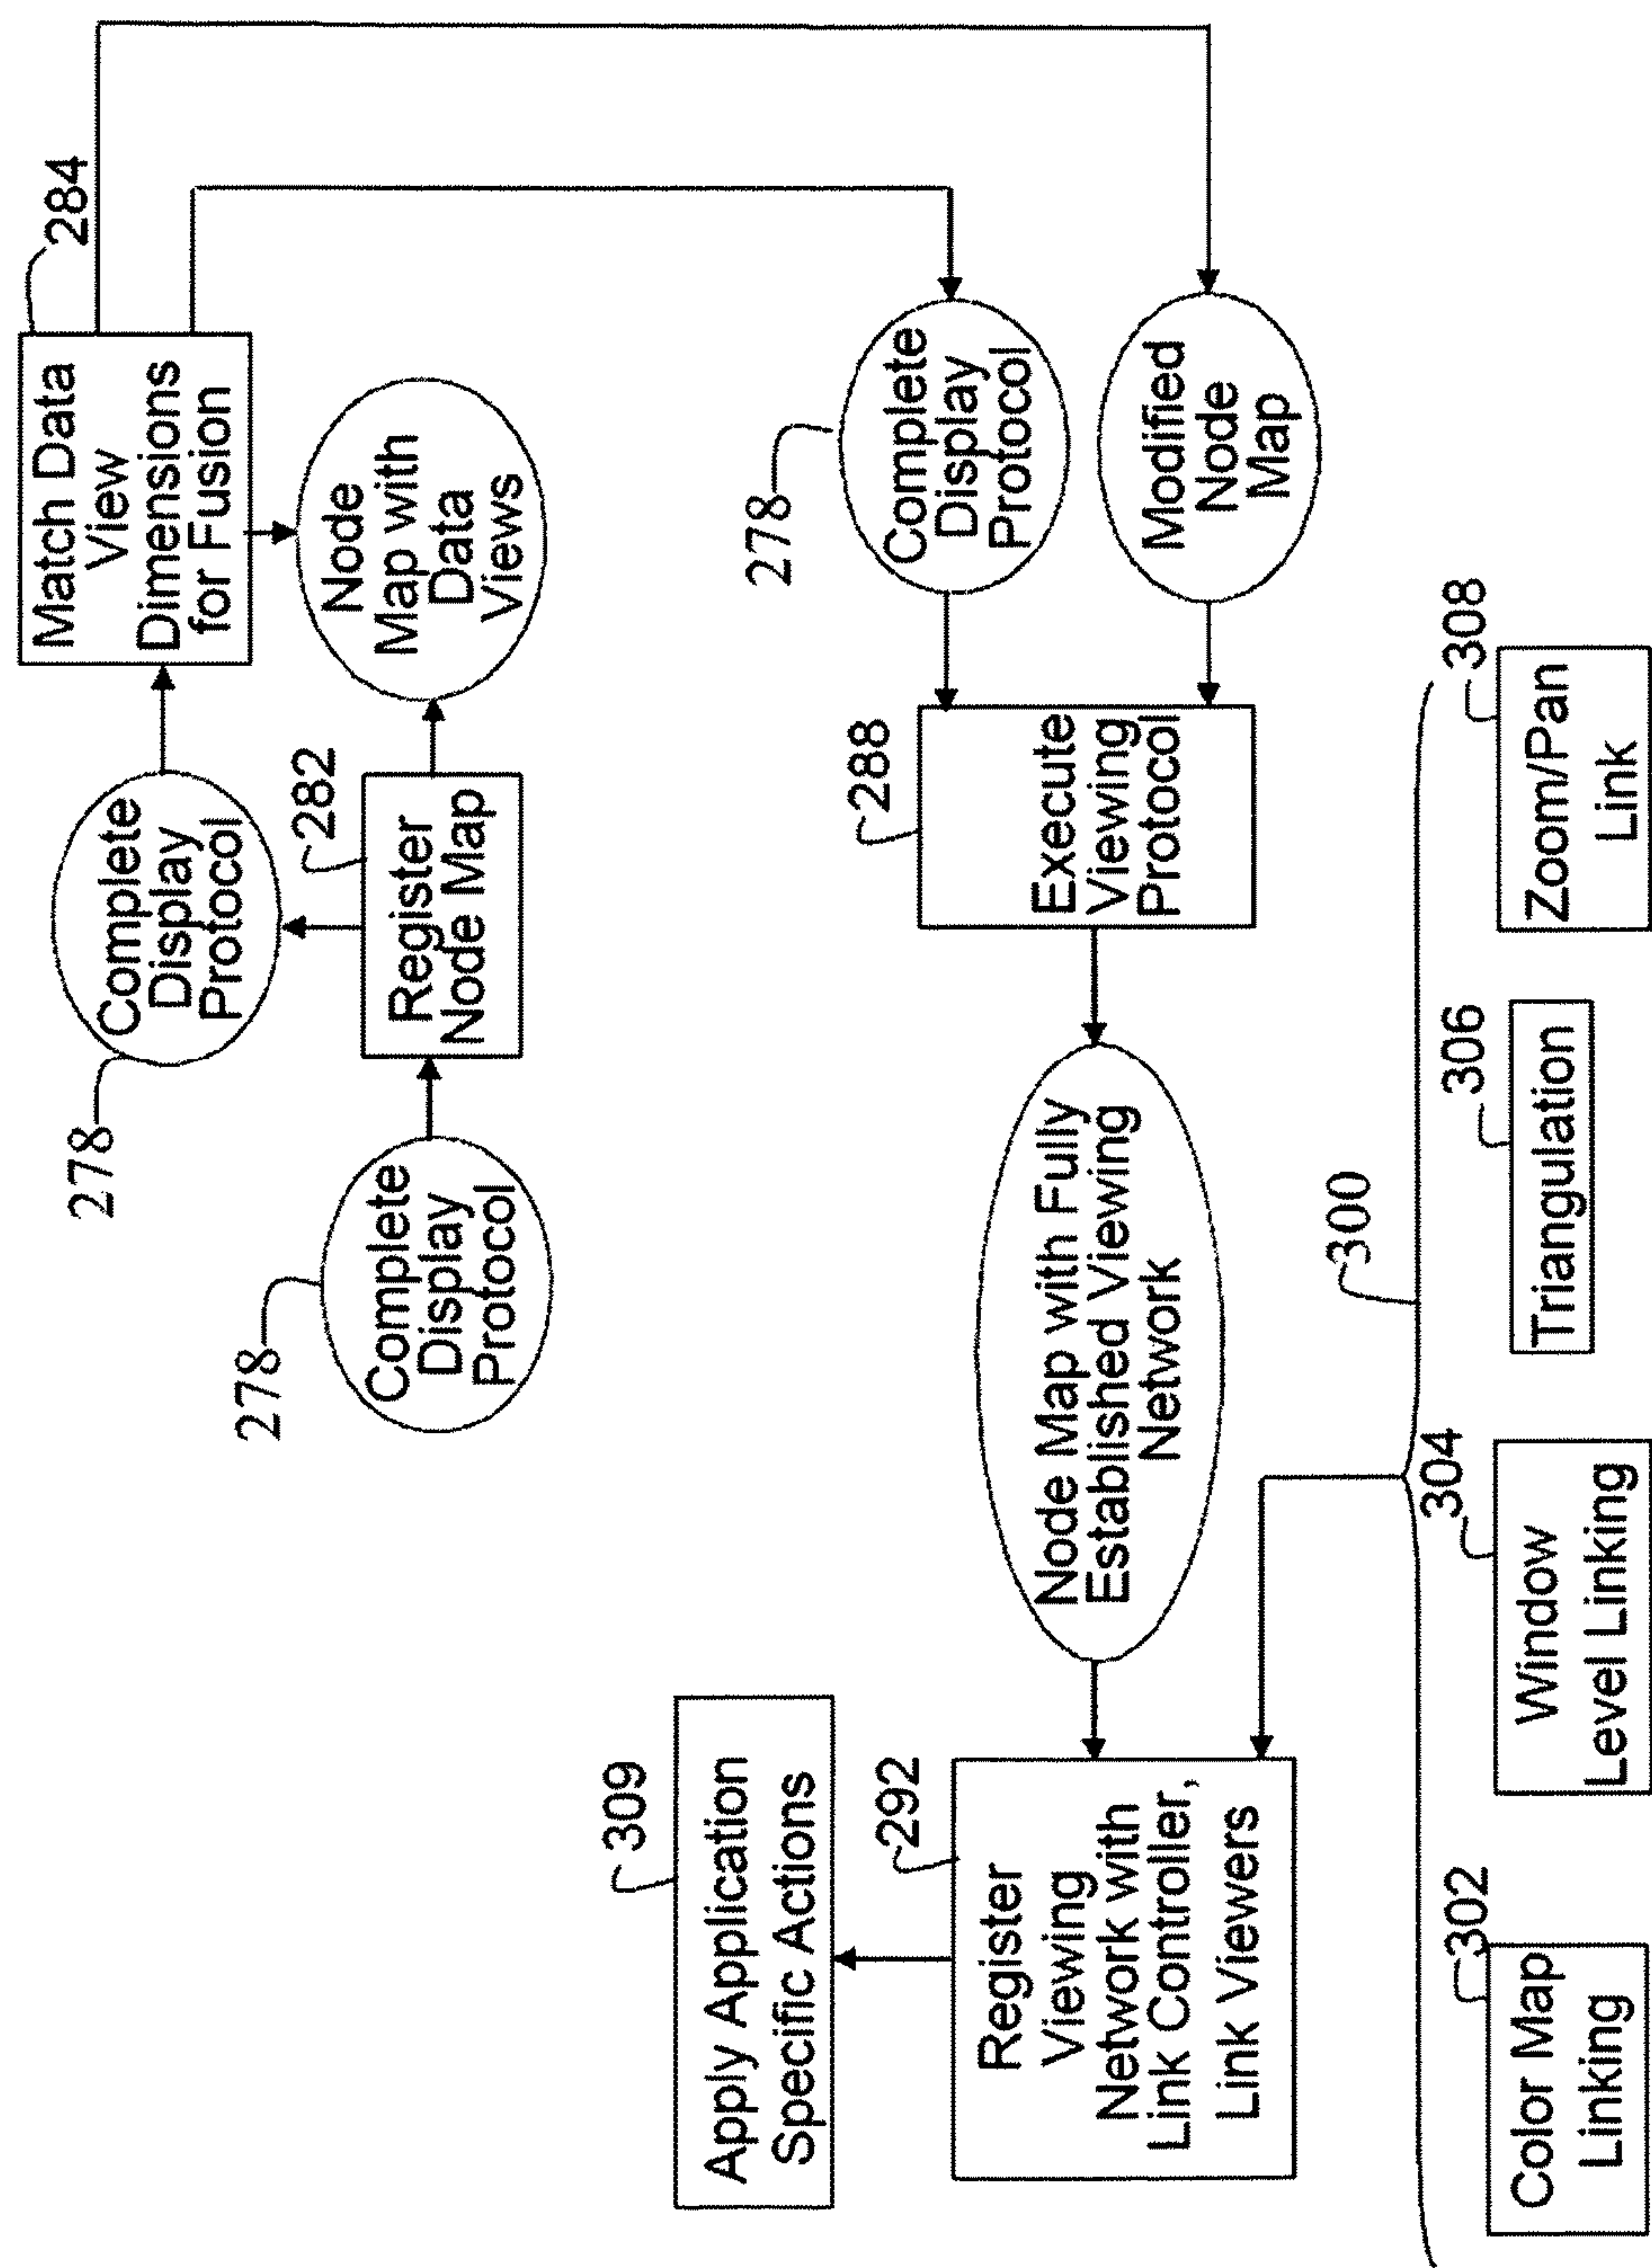 278
Complete
Display
Protocol
278
Complete
Display
Protocol
282
Register
Node Map
284
Match Data
View
Dimensions
for Fusion
Node
Map with
Data
Views
309
Apply Application
Specific Actions
292
Register
Viewing
Network with
Link Controller,
Link Viewers
Node Map with Fully
Established Viewing
Network
288
Execute
Viewing
Protocol
278
Complete
Display
Protocol
Modified
Node
Map
300
302
Color Map
Linking
304
Window
Level Linking
306
Triangulation
308
Zoom/Pan
Link